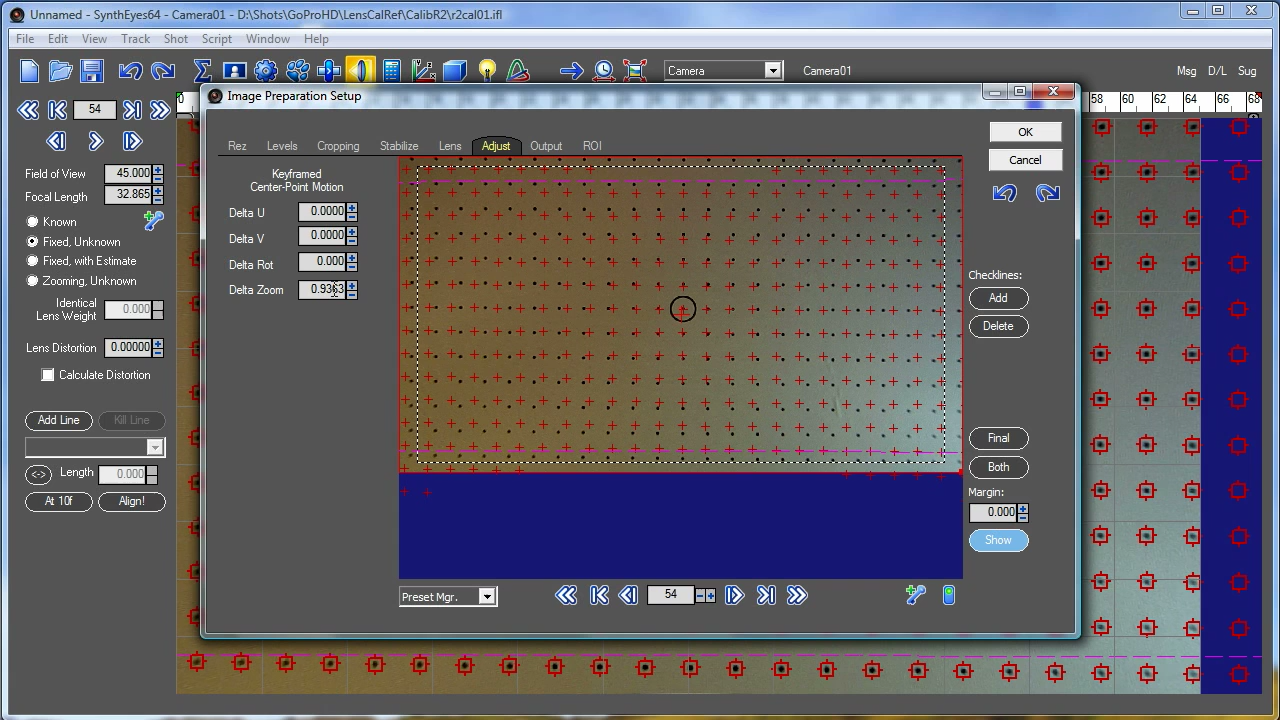 Unnamed - SynthEyes64 - Camera01 - D:\Shots\GoProHD\LensCalRef\CalibR2\r2cal01.ifl
File Edit View Track Shot Script Window Help
Camera Camera01 Msg D/L Sug
54 0 58 60 62 64 66 68
Image Preparation Setup
Rez Levels Cropping Stabilize Lens Adjust Output ROI
OK
Cancel
Field of View 45.000
Focal Length 32.865
Known
Fixed, Unknown
Fixed, with Estimate
Zooming, Unknown
Identical
Lens Weight 0.000
Lens Distortion 0.00000
Calculate Distortion
Add Line Kill Line
<-> Length 0.000
At 10f Align!
Keyframed
Center-Point Motion
Delta U 0.0000
Delta V 0.0000
Delta Rot 0.000
Delta Zoom 0.9363
Checklines:
Add
Delete
Final
Both
Margin:
0.000
Show
Preset Mgr. 54